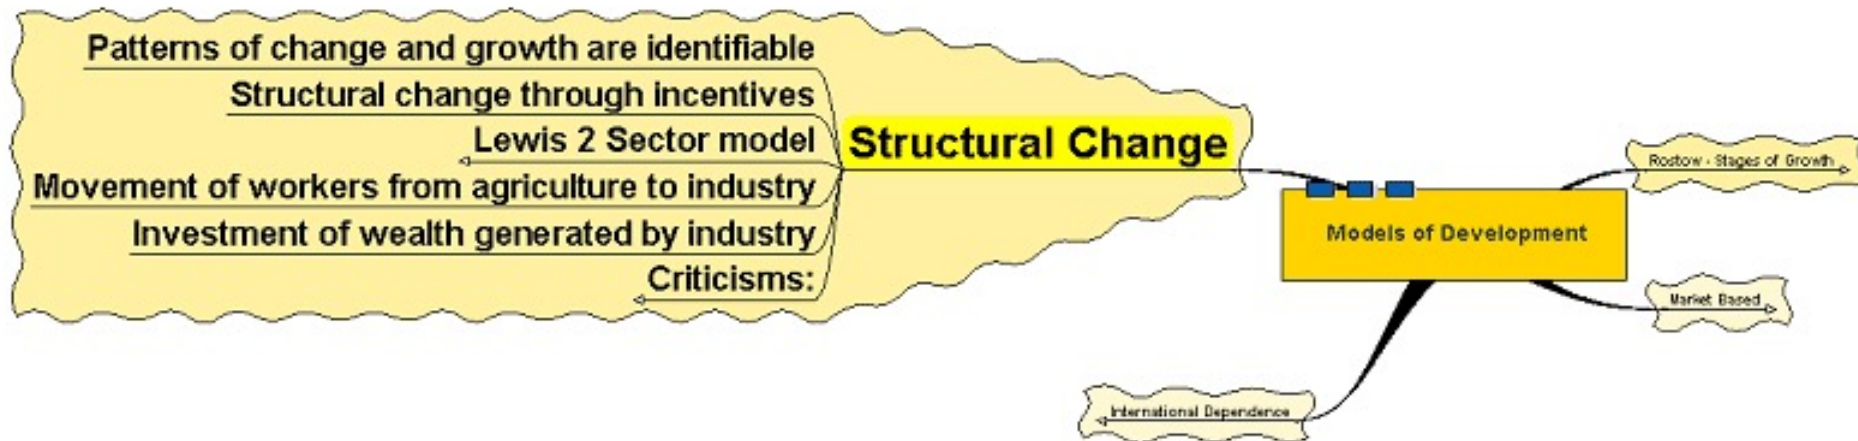 Patterns of change and growth are identifiable
Structural change through incentives
Lewis 2 Sector model
Movement of workers from agriculture to industry
Investment of wealth generated by industry
Criticisms:
Structural Change
Models of Development
Rostow - Stages of Growth
Market Based
International Dependence